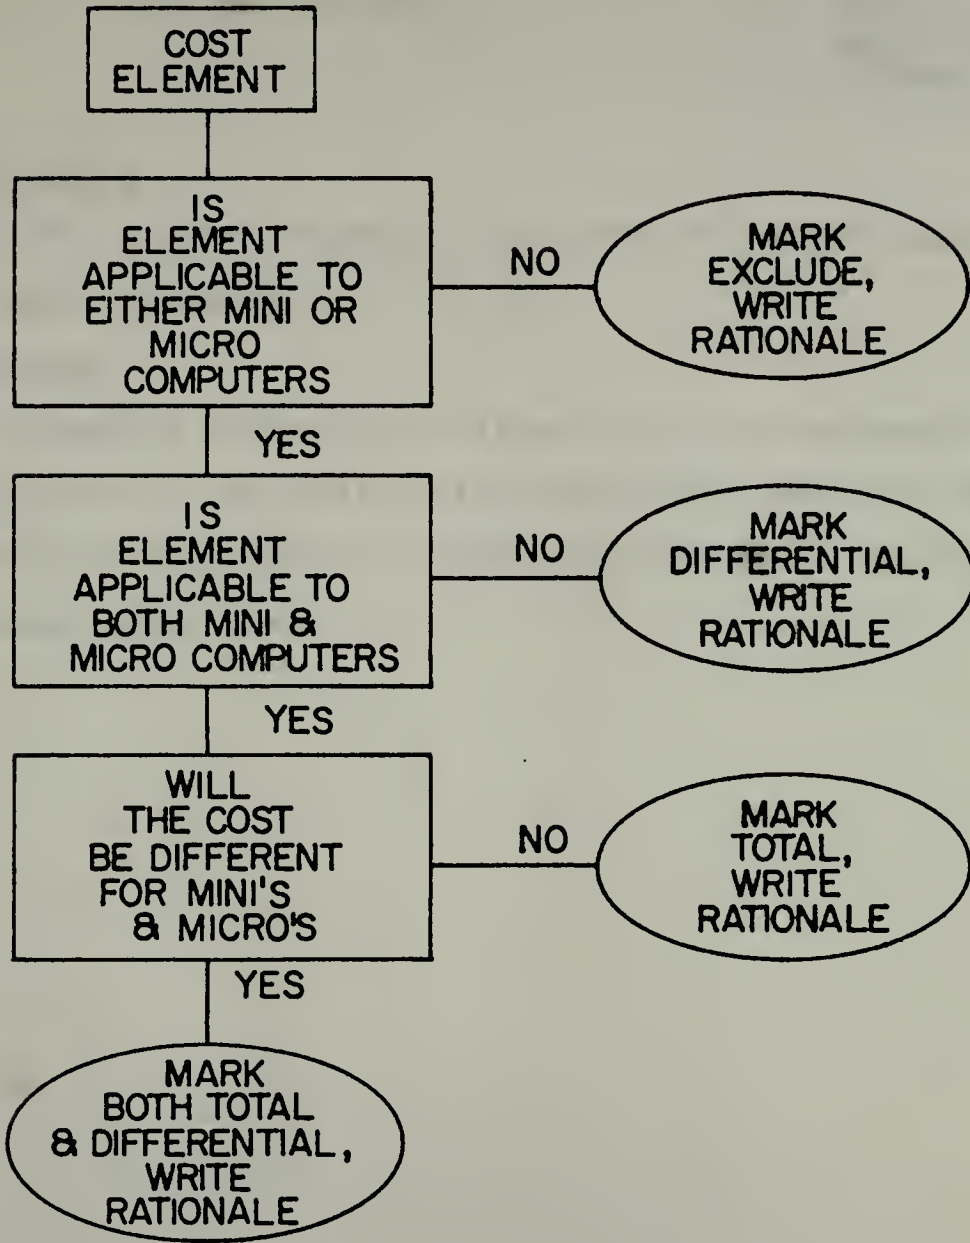 COST
ELEMENT
IS
ELEMENT
APPLICABLE TO
EITHER MINI OR
MICRO
COMPUTERS
NO
MARK
EXCLUDE,
WRITE
RATIONALE
YES
IS
ELEMENT
APPLICABLE TO
BOTH MINI &
MICRO COMPUTERS
NO
MARK
DIFFERENTIAL,
WRITE
RATIONALE
YES
WILL
THE COST
BE DIFFERENT
FOR MINI'S
& MICRO'S
NO
MARK
TOTAL,
WRITE
RATIONALE
YES
MARK
BOTH TOTAL
& DIFFERENTIAL,
WRITE
RATIONALE